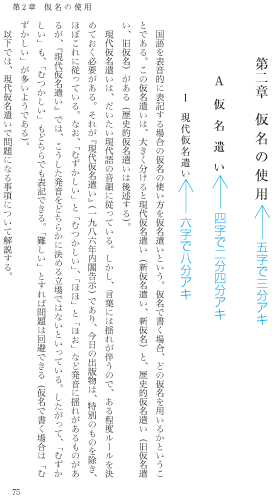 第2章　仮名の使用
第二章　仮名の使用
五字で三分アキ
A　仮名遣い
四字で二分四分アキ
1　現代仮名遣い
六字で八分アキ
国語を表音的に表記する場合の仮名の使い方を仮名遣いという。仮名で書く場合、どの仮名を用いるかというこ
とである。この仮名遣いは、大きく分けると現代仮名遣い（新仮名遣い、新仮名）と、歴史的仮名遣い（旧仮名遣
い、旧仮名）がある（歴史的仮名遣いは後述する）。
現代仮名遣いは、だいたい現代語の音韻に従っている。しかし、言葉には揺れが伴うので、ある程度ルールを決
めておく必要がある。それが『現代仮名遣い』（一九八六年内閣告示）であり、今日の出版物は、特別のものを除き、
ほぼこれに従っている。なお、「むずかしい」と「むつかしい」、「ほほ」と「ほお」など発音に揺れがあるものがあ
るが、『現代仮名遣い』では、こうした発音をどちらかに決める立場ではないといっている。したがって、「むずか
しい」も、「むつかしい」もどちらでも表記できる。「難しい」とすれば問題は回避できる（仮名で書く場合は「む
ずかしい」が多いようである）。
以下では、現代仮名遣いで問題になる事項について解説する。
75